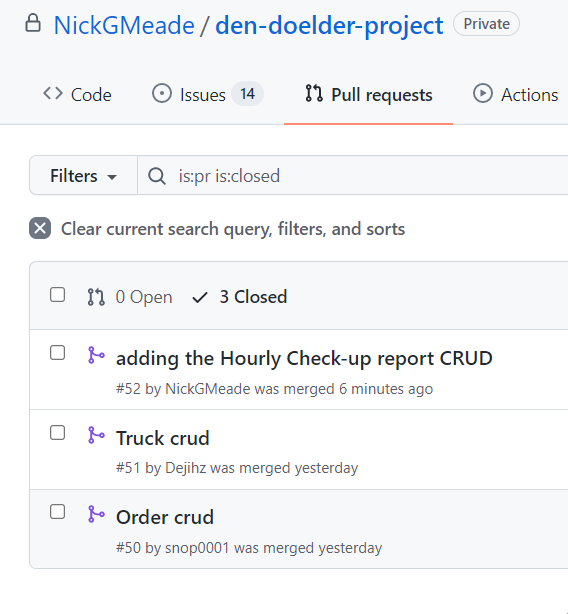 NickGMeade / den-doelder-project Private
Code Issues 14 Pull requests Actions
Filters is:pr is:closed
Clear current search query, filters, and sorts
0 Open 3 Closed
adding the Hourly Check-up report CRUD
#52 by NickGMeade was merged 6 minutes ago
Truck crud
#51 by Dejihz was merged yesterday
Order crud
#50 by snop0001 was merged yesterday